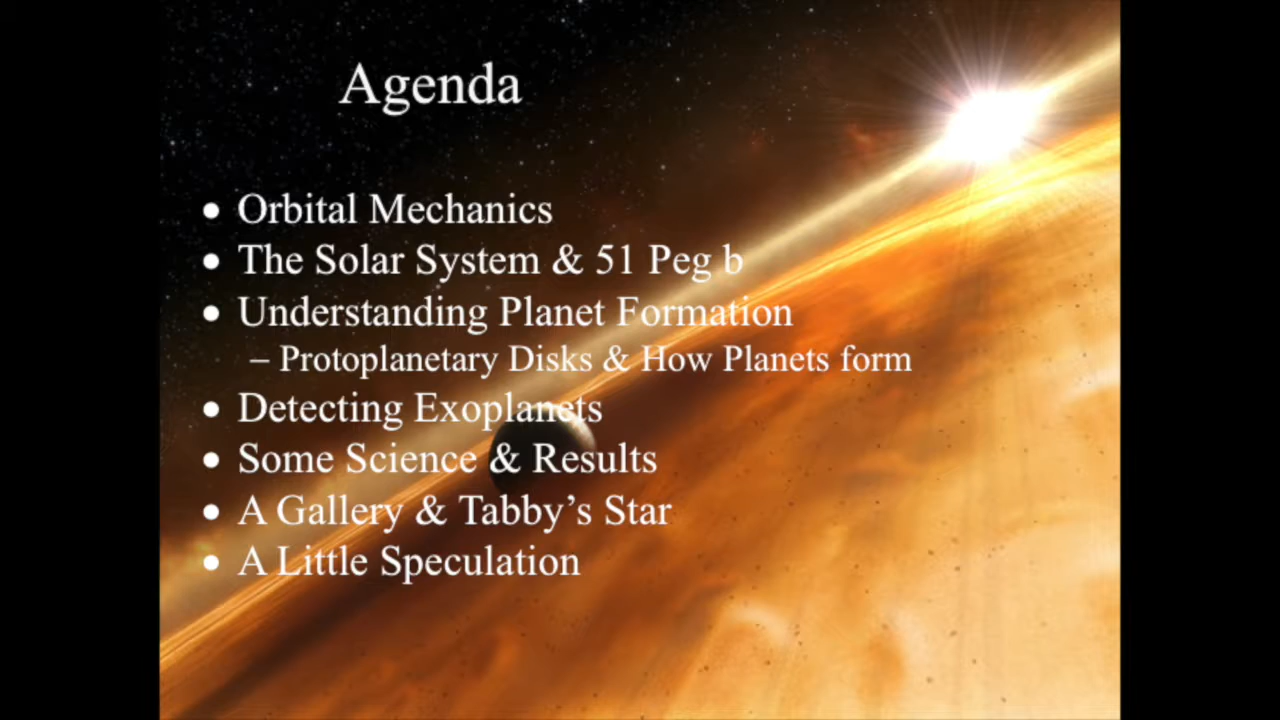 Agenda
• Orbital Mechanics
• The Solar System & 51 Peg b
• Understanding Planet Formation
– Protoplanetary Disks & How Planets form
• Detecting Exoplanets
• Some Science & Results
• A Gallery & Tabby’s Star
• A Little Speculation